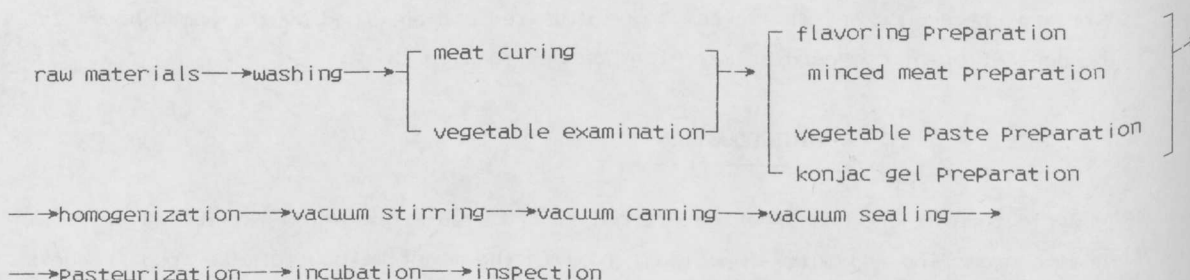 flavoring PreParation
meat curing
raw materials—→washing—→
minced meat PreParation
vegetable examination
vegetable Paste PreParation
konjac gel PreParation
—→homogenization—→vacuum stirring—→vacuum canning—→vacuum sealing—→
—→Pasteurization—→incubation—→insPection